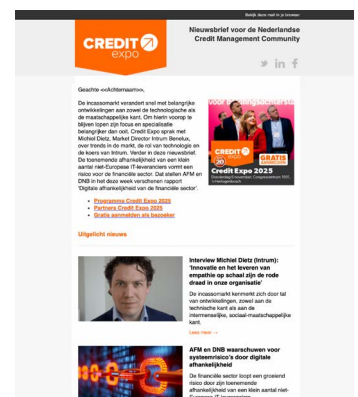 Bekijk deze mail in je browser
CREDIT
expo
Nieuwsbrief voor de Nederlandse
Credit Management Community
Geachte <<Achternaam>>,
De incassomarkt verandert snel met belangrijke
ontwikkelingen aan zowel de technologische als
de maatschappelijke kant. Om hierin voorop te
blijven lopen zijn focus en specialisatie
belangrijker dan ooit. Credit Expo sprak met
Michiel Dietz, Market Director Intrum Benelux,
over trends in de markt, de rol van technologie en
de koers van Intrum. Verder in deze nieuwsbrief.
De toenemende afhankelijkheid van een klein
aantal niet-Europese IT-leveranciers vormt een
risico voor de financiële sector. Dat stellen AFM en
DNB in het deze week verschenen rapport
'Digitale afhankelijkheid van de financiële sector'.
CREDIT
expo
20
GRATIS
Credit Expo 2025
• Programma Credit Expo 2025
• Partners Credit Expo 2025
• Gratis aanmelden als bezoeker
Uitgelicht nieuws
Interview Michiel Dietz (Intrum):
'Innovatie en het leveren van
empathie op schaal zijn de rode
draad in onze organisatie'
De incassomarkt kenmerkt zich door tal
van ontwikkelingen, zowel aan de
technische kant als aan de
intermenselijke, sociaal-maatschappelijke
kant.
Lees meer →
AFM en DNB waarschuwen voor
systeemrisico's door digitale
afhankelijkheid
De financiële sector loopt een groeiend
risico door zijn toenemende
afhankelijkheid van een klein aantal niet-